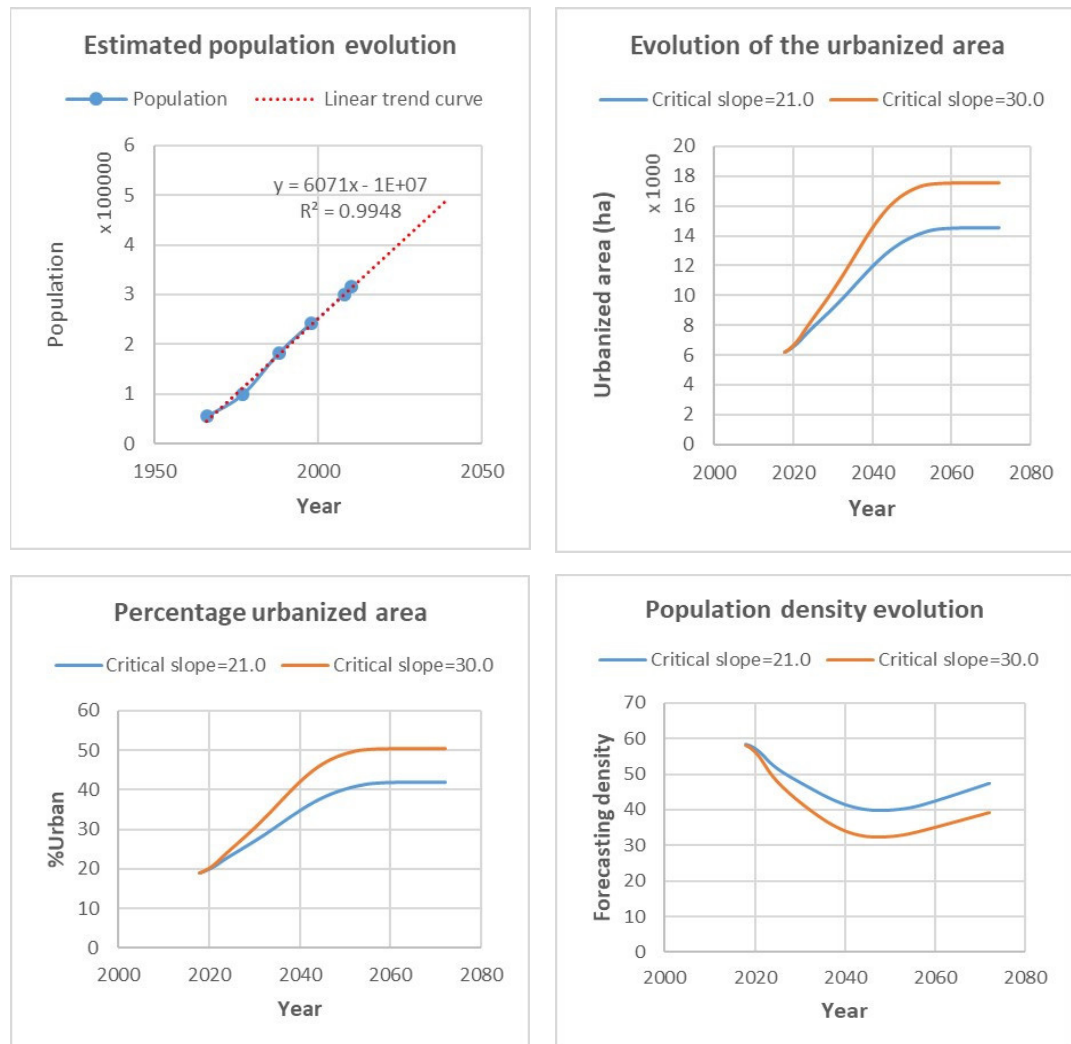 Estimated population evolution
Population
Linear trend curve
x 100000
Population
6
5
4
3
2
1
0
y = 6071x - 1E+07
R² = 0.9948
1950
2000
2050
Year
Evolution of the urbanized area
Critical slope=21.0
Critical slope=30.0
Urbanized area (ha)
x 1000
20
18
16
14
12
10
8
6
4
2
0
2000
2020
2040
2060
2080
Year
Percentage urbanized area
Critical slope=21.0
Critical slope=30.0
%Urban
60
50
40
30
20
10
0
2000
2020
2040
2060
2080
Year
Population density evolution
Critical slope=21.0
Critical slope=30.0
Forecasting density
70
60
50
40
30
20
10
0
2000
2020
2040
2060
2080
Year